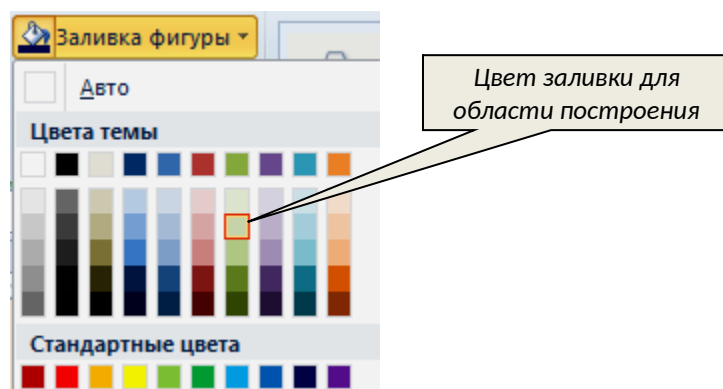 Заливка фигуры
Авто
Цвета темы
Стандартные цвета
Цвет заливки для
области построения